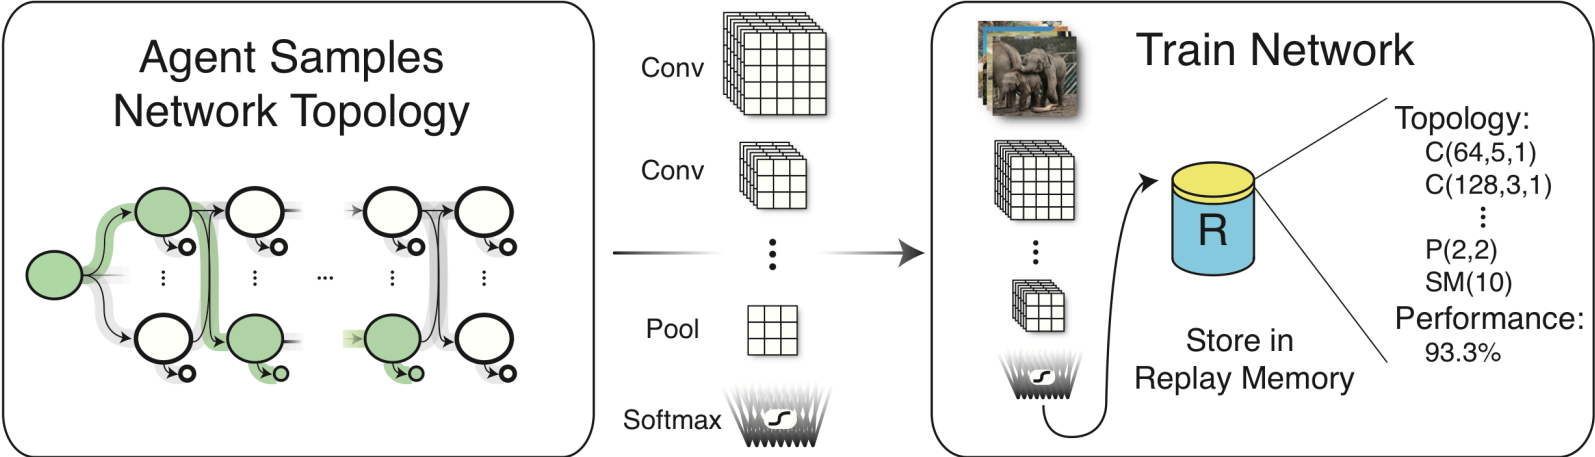 Agent Samples
Network Topology
...
Conv
Conv
Pool
Softmax
Train Network
R
Store in
Replay Memory
Topology:
C(64,5,1)
C(128,3,1)
P(2,2)
SM(10)
Performance:
93.3%